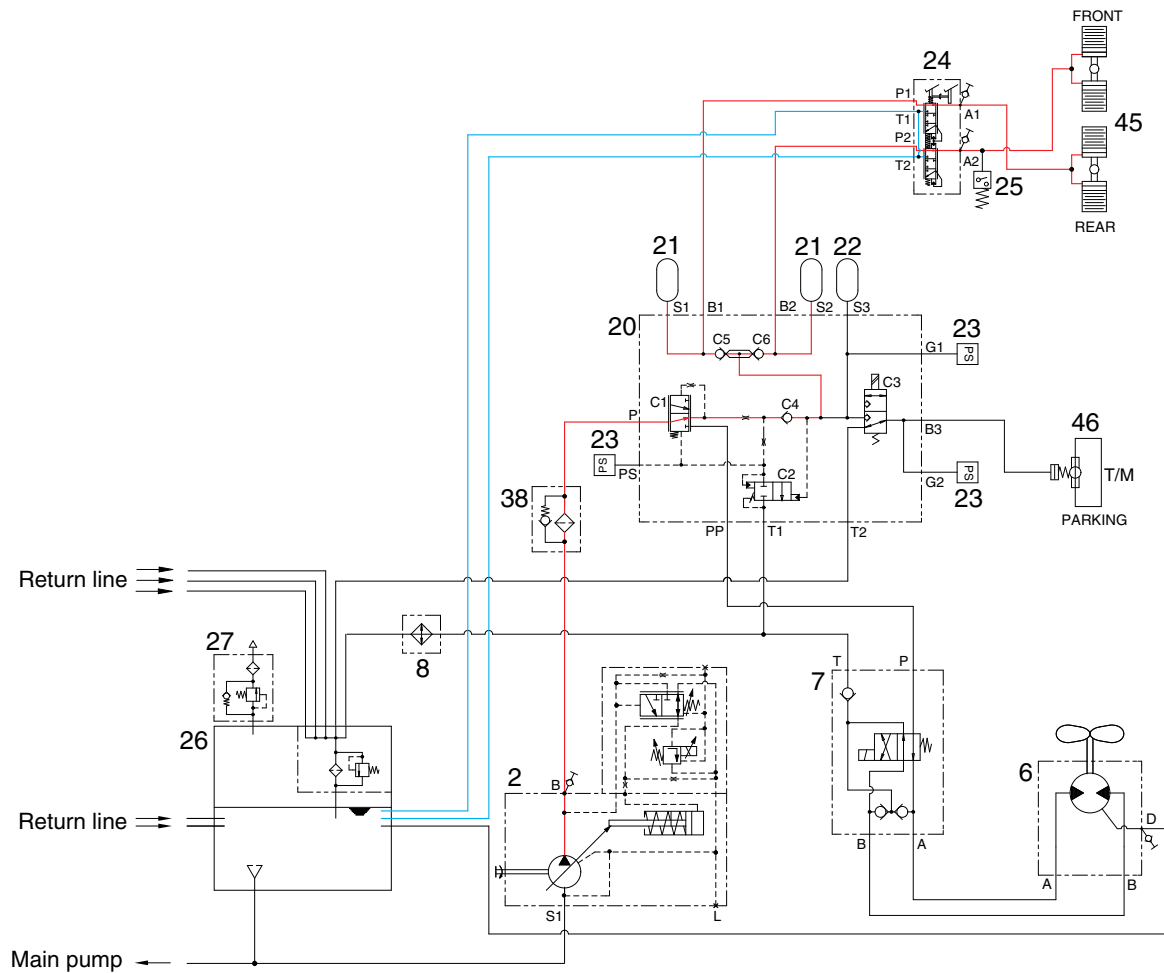 FRONT
24
P1
T1
A1
45
P2
T2
A2
25
REAR
21
21
22
S1
B1
B2
S2
S3
20
23
C5
C6
G1
PS
C3
C1
P
C4
46
B3
23
PS
PS
C2
PS
T/M
G2
23
38
PARKING
PP
T1
T2
Return line
27
8
T
P
7
26
2
B
6
Return line
D
B
A
A
B
S1
L
Main pump